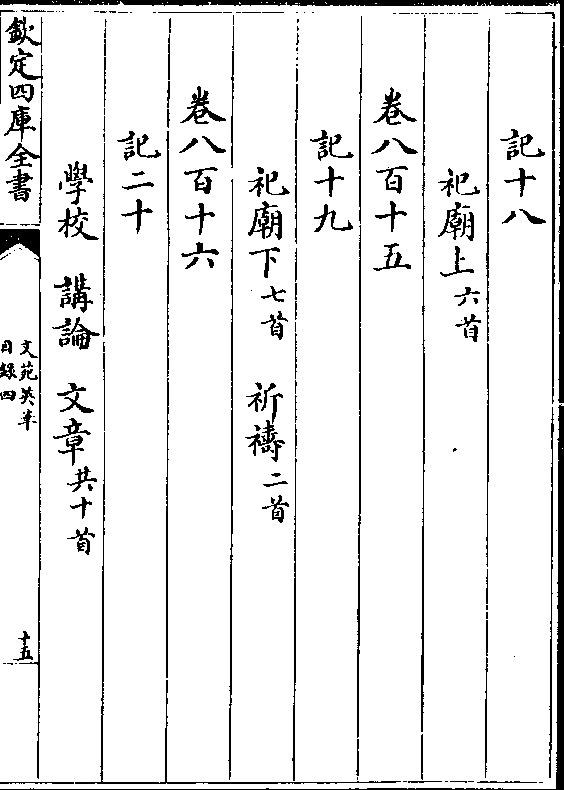 記十八
祀廟上六首
卷八百十五
記十九
祀廟下七首 祈禱二首
卷八百十六
記二十
學校 講論 文章共十首
欽定四庫全書
文苑英華
目錄四
十五